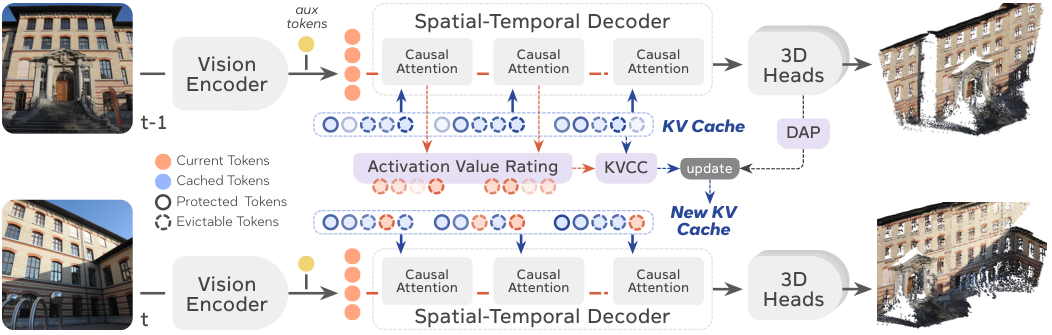 aux
tokens
Spatial-Temporal Decoder
Vision
Encoder
Causal
Attention
Causal
Attention
Causal
Attention
3D
Heads
t-1
KV Cache
DAP
Current Tokens
Cached Tokens
Protected Tokens
Evictable Tokens
Activation Value Rating
KVCC
update
New KV
Cache
Vision
Encoder
Causal
Attention
Causal
Attention
Causal
Attention
3D
Heads
t
Spatial-Temporal Decoder